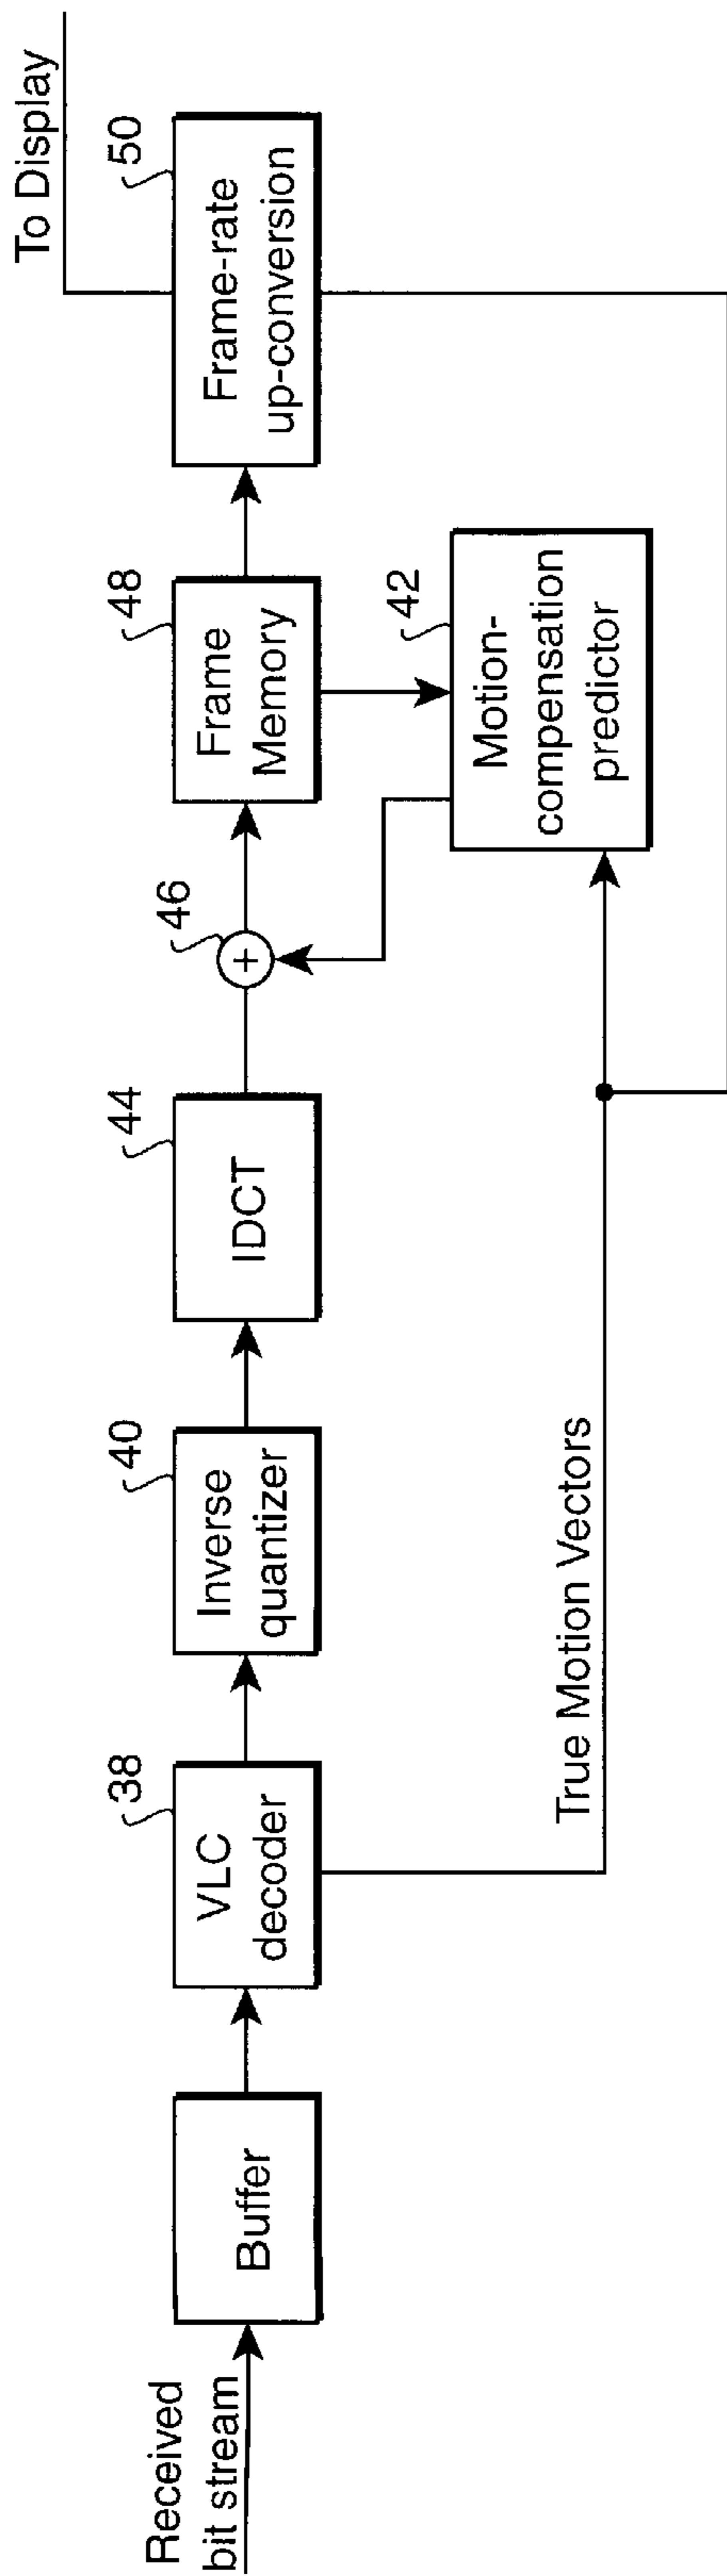 Received
bit stream
Buffer
38
VLC
decoder
40
Inverse
quantizer
44
IDCT
46
+
48
Frame
Memory
50
Frame-rate
up-conversion
To Display
42
Motion-
compensation
predictor
True Motion Vectors